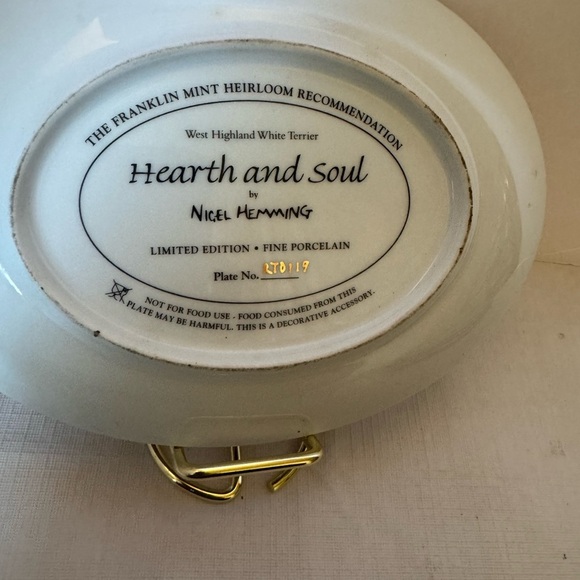 THE FRANKLIN MINT HEIRLOOM RECOMMENDATION
West Highland White Terrier
Hearth and Soul
by
NIGEL HEMMING
LIMITED EDITION • FINE PORCELAIN
Plate No.
NOT FOR FOOD USE - FOOD CONSUMED FROM THIS
PLATE MAY BE HARMFUL. THIS IS A DECORATIVE ACCESSORY.